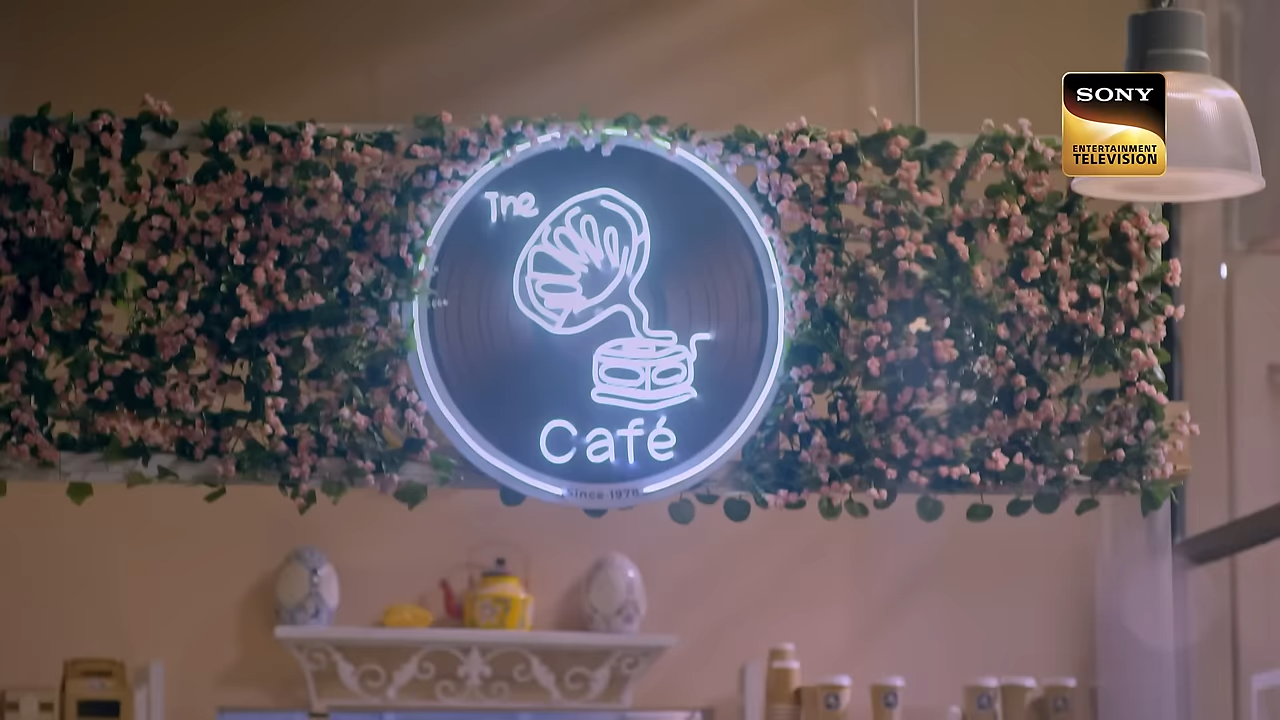 The
Café
Since 1978
SONY
ENTERTAINMENT
TELEVISION